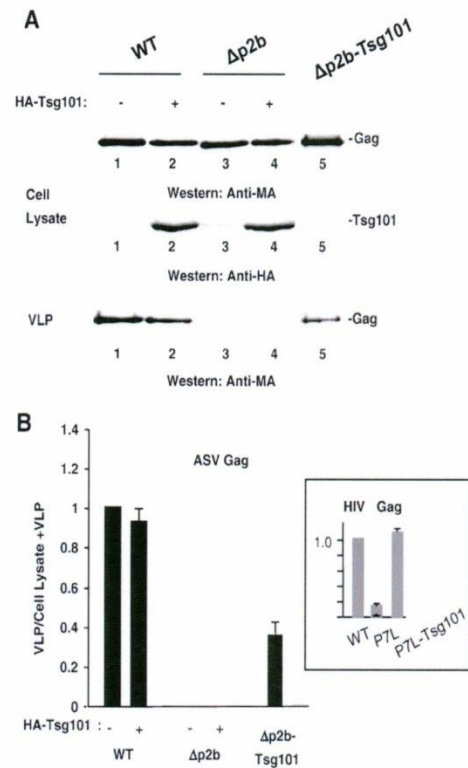 A
WT Δp2b Δp2b-Tsg101
HA-Tsg101: - + - +
-Gag
1 2 3 4 5
Western: Anti-MA
Cell
Lysate
-Tsg101
1 2 3 4 5
Western: Anti-HA
VLP
-Gag
1 2 3 4 5
Western: Anti-MA
B
1.4
ASV Gag
1.2
1
0.8
0.6
0.4
0.2
0
VLP/Cell Lysate +VLP
HIV Gag
1.0
WT P7L P7L-Tsg101
HA-Tsg101 : - + - +
WT Δp2b Δp2b-
Tsg101